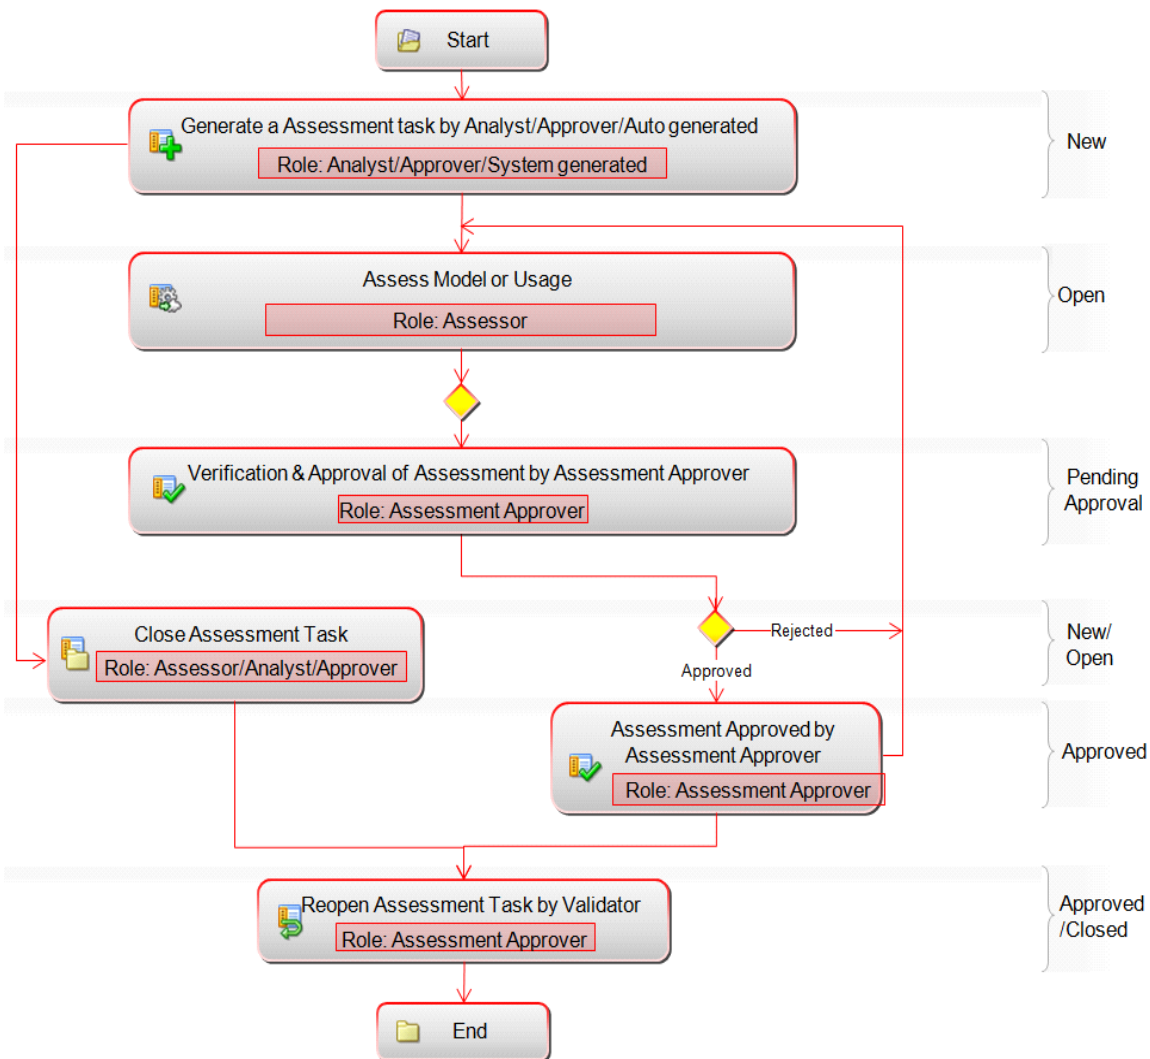 Start
Generate a Assessment task by Analyst/Approver/Auto generated
Role: Analyst/Approver/System generated
New
Assess Model or Usage
Role: Assessor
Open
Verification & Approval of Assessment by Assessment Approver
Role: Assessment Approver
Pending
Approval
Close Assessment Task
Role: Assessor/Analyst/Approver
Rejected
New/
Open
Approved
Assessment Approved by
Assessment Approver
Role: Assessment Approver
Approved
Reopen Assessment Task by Validator
Role: Assessment Approver
Approved
/Closed
End